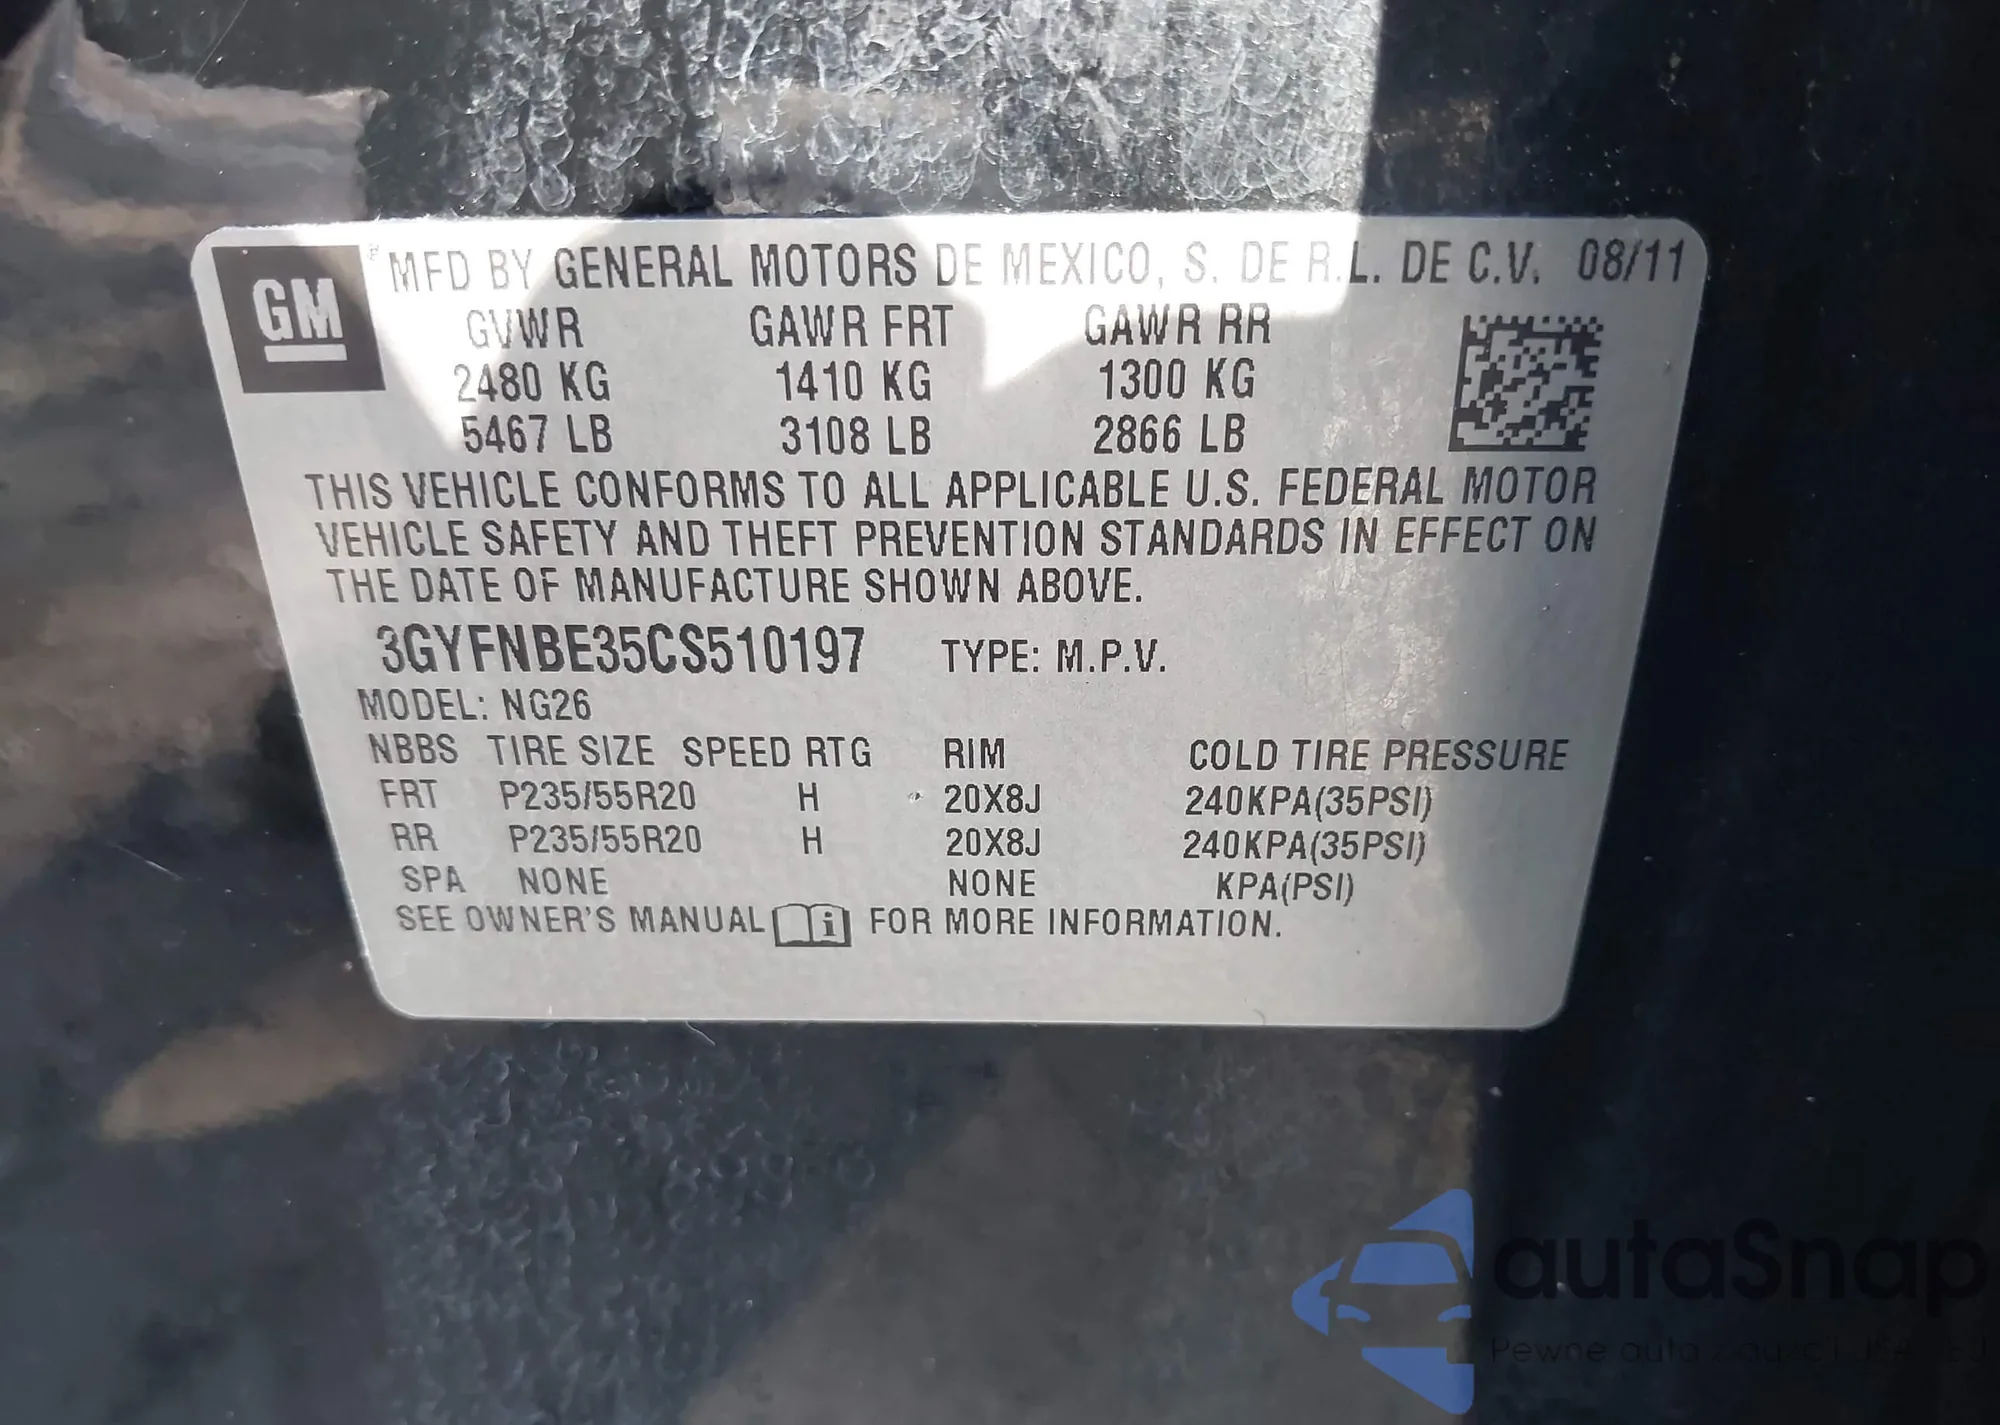 GM
MFD BY GENERAL MOTORS DE MEXICO, S. DE R.L. DE C.V. 08/11
GVWR GAWR FRT GAWR RR
2480 KG 1410 KG 1300 KG
5467 LB 3108 LB 2866 LB
THIS VEHICLE CONFORMS TO ALL APPLICABLE U.S. FEDERAL MOTOR
VEHICLE SAFETY AND THEFT PREVENTION STANDARDS IN EFFECT ON
THE DATE OF MANUFACTURE SHOWN ABOVE.
3GYFNBE35CS510197 TYPE: M.P.V.
MODEL: NG26
NBBS TIRE SIZE SPEED RTG RIM COLD TIRE PRESSURE
FRT P235/55R20 H 20X8J 240KPA(35PSI)
RR P235/55R20 H 20X8J 240KPA(35PSI)
SPA NONE NONE KPA(PSI)
SEE OWNER'S MANUAL i FOR MORE INFORMATION.
autaSnap
Pewne auto z aukcji